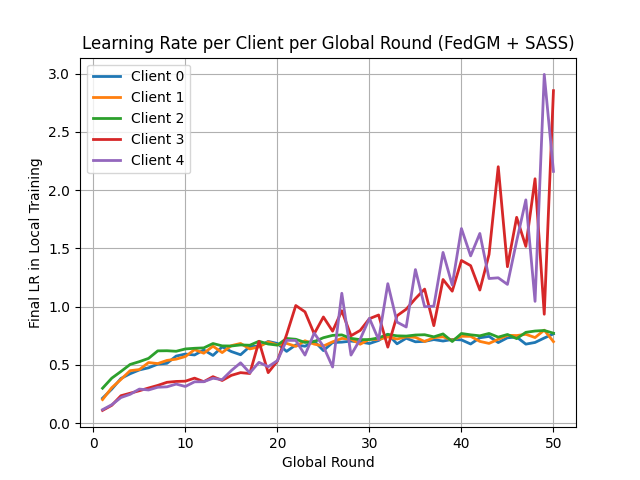 Learning Rate per Client per Global Round (FedGM + SASS)
Client 0
Client 1
Client 2
Client 3
Client 4
Final LR in Local Training
3.0
2.5
2.0
1.5
1.0
0.5
0.0
0
10
20
30
40
50
Global Round